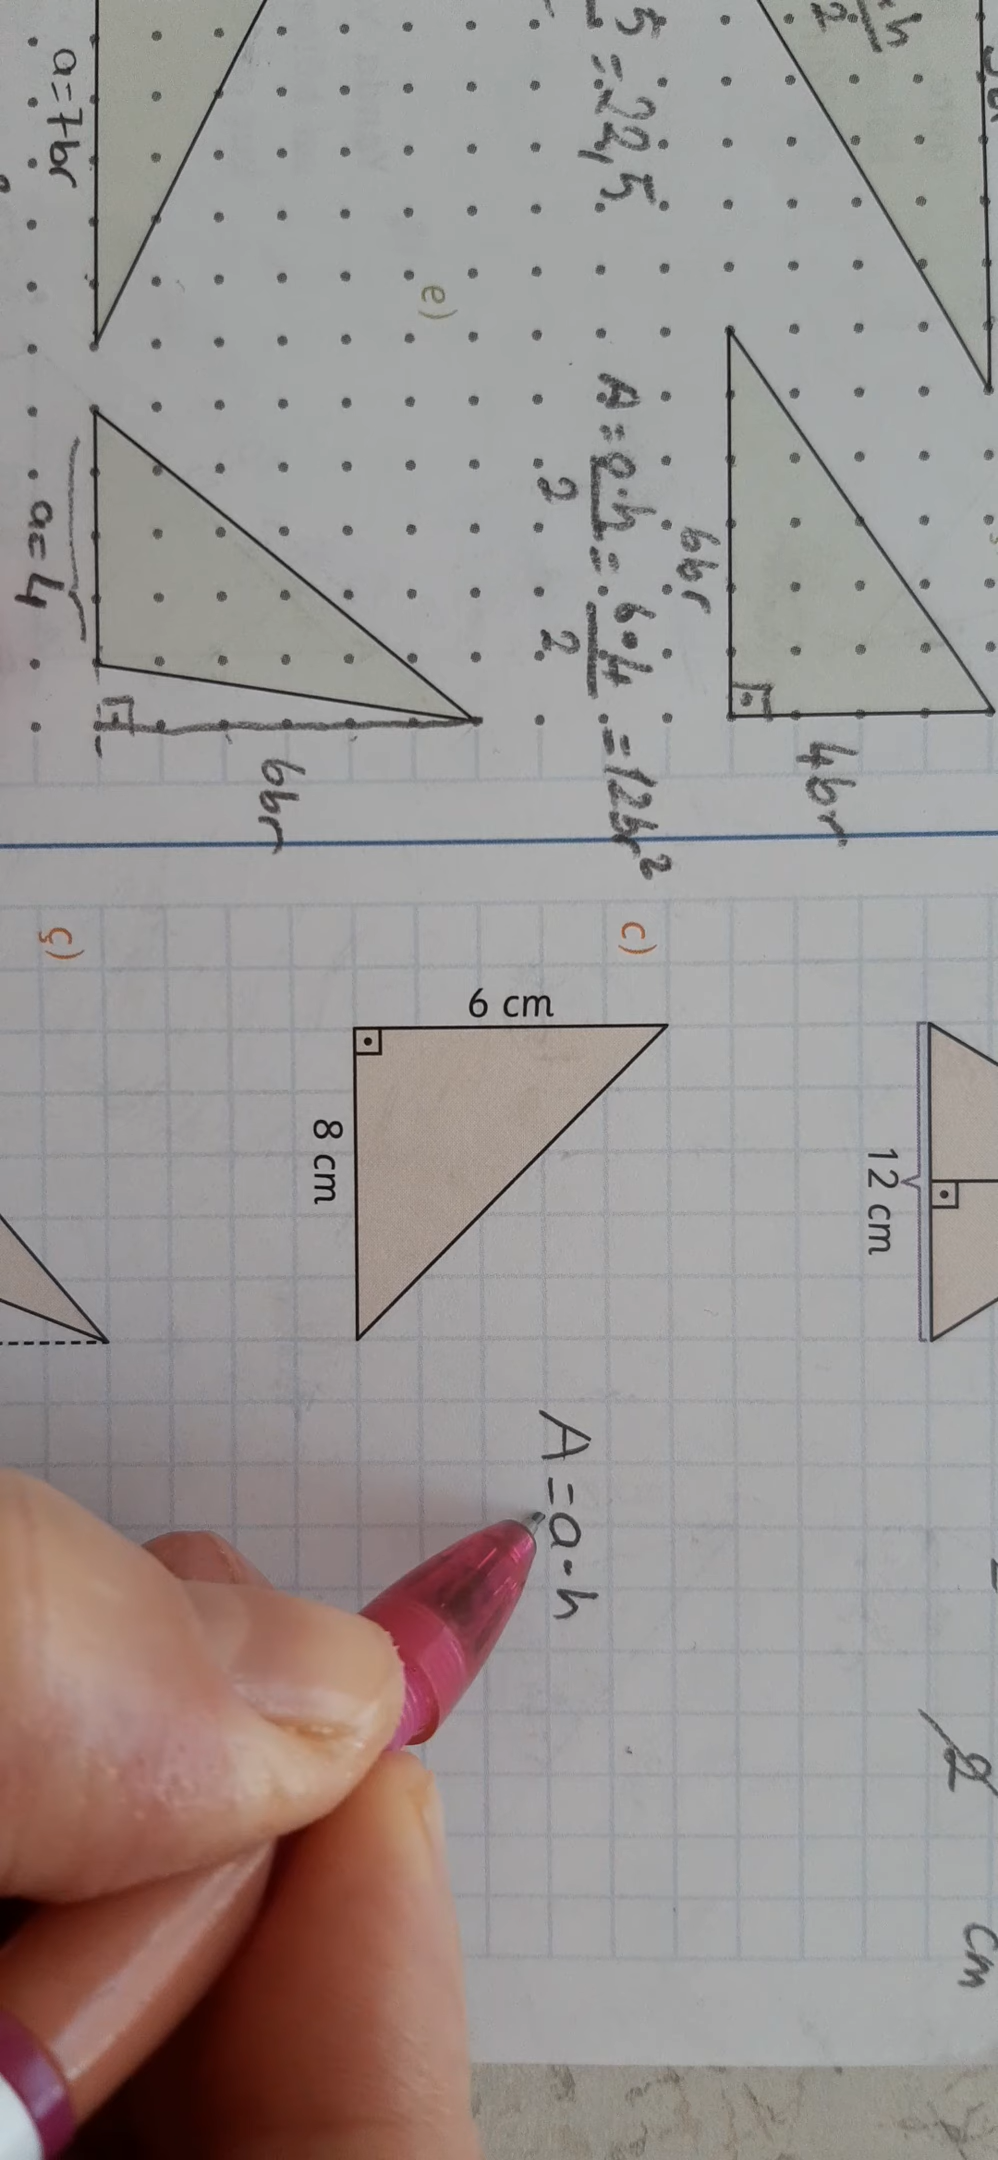 2
5 = 22,5
4br
6br
A = a.h = 6.4 = 12br²
2 2
e)
6br
a=7br
a=4
12 cm
2
cm
c)
6 cm
8 cm
A = a.h
ç)